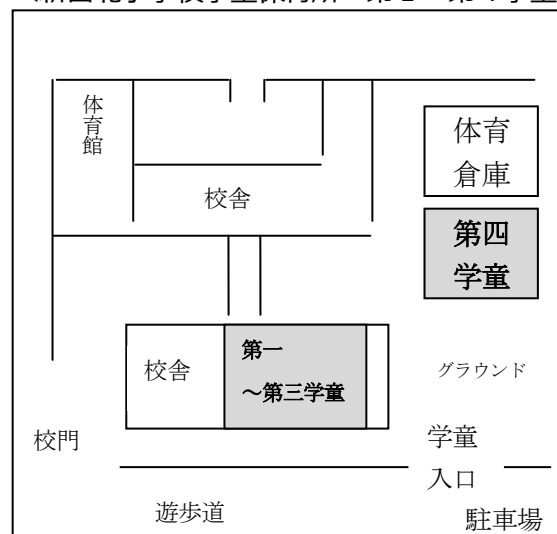 体育館
体育
倉庫
校舎
第四
学童
校舎
第一
～第三学童
グラウンド
校門
学童
入口
遊歩道
駐車場